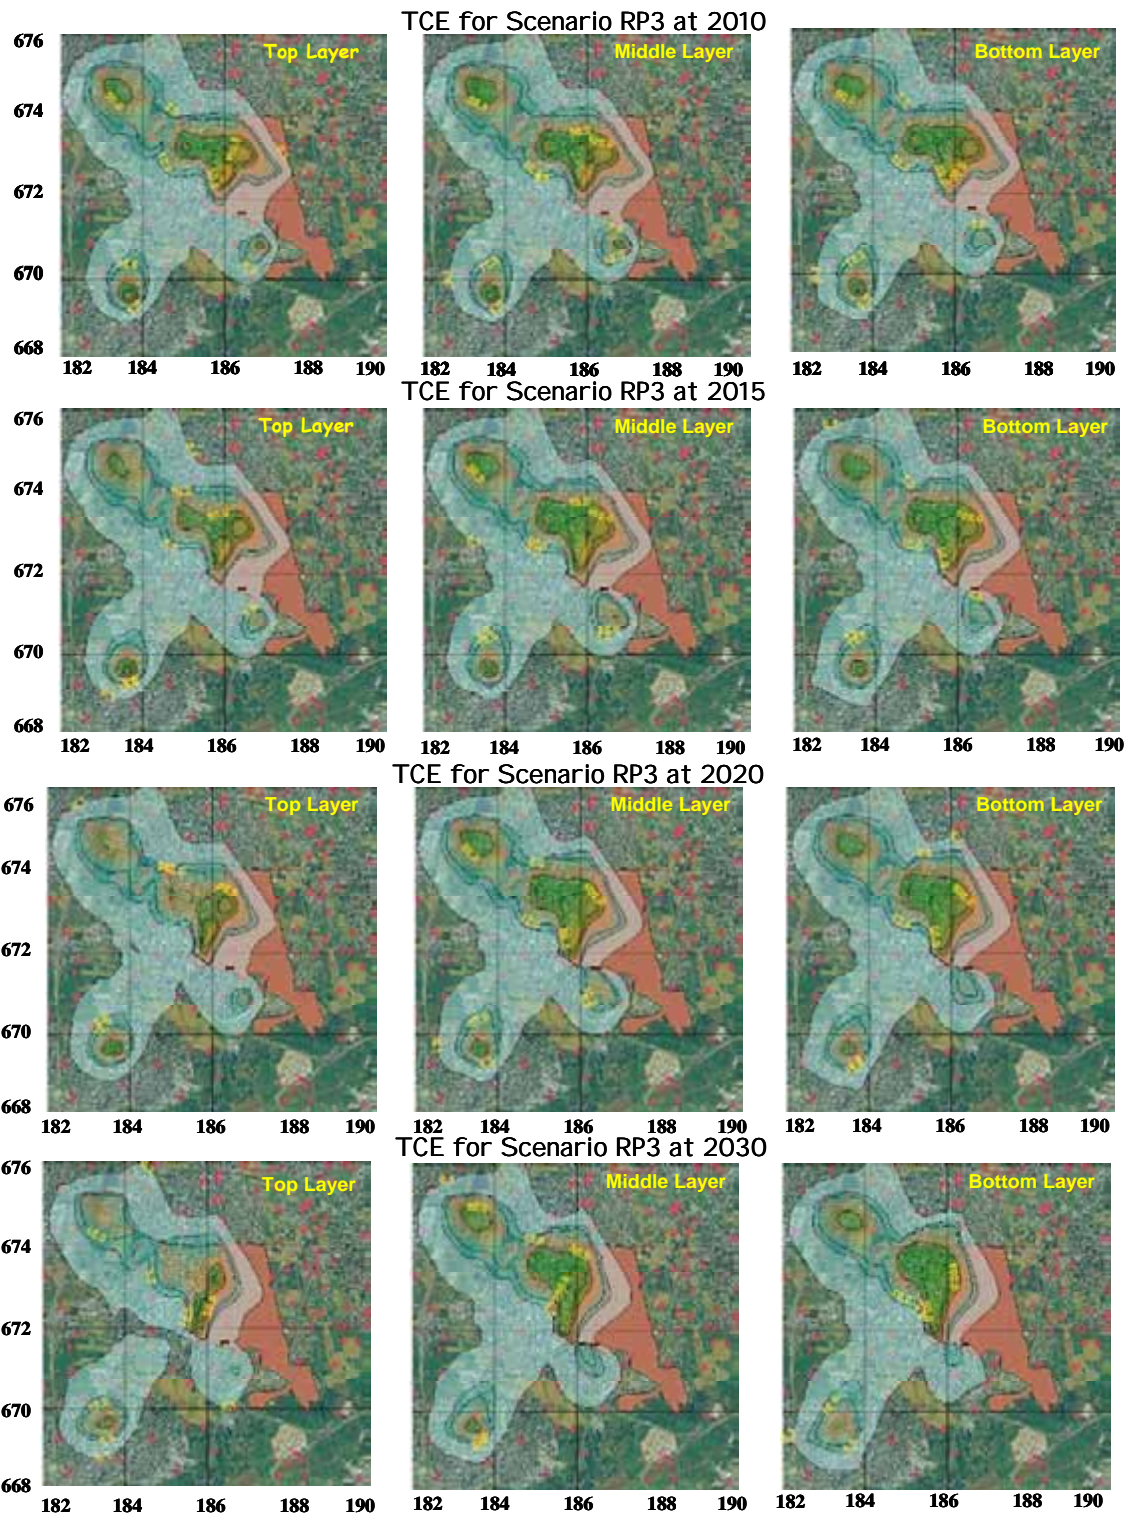 TCE for Scenario RP3 at 2010
676
Top Layer
Middle Layer
Bottom Layer
674
672
670
668
182 184 186 188 190
182 184 186 188 190
182 184 186 188 190
TCE for Scenario RP3 at 2015
676
Top Layer
Middle Layer
Bottom Layer
674
672
670
668
182 184 186 188 190
182 184 186 188 190
182 184 186 188 190
TCE for Scenario RP3 at 2020
676
Top Layer
Middle Layer
Bottom Layer
674
672
670
668
182 184 186 188 190
182 184 186 188 190
182 184 186 188 190
TCE for Scenario RP3 at 2030
676
Top Layer
Middle Layer
Bottom Layer
674
672
670
668
182 184 186 188 190
182 184 186 188 190
182 184 186 188 190